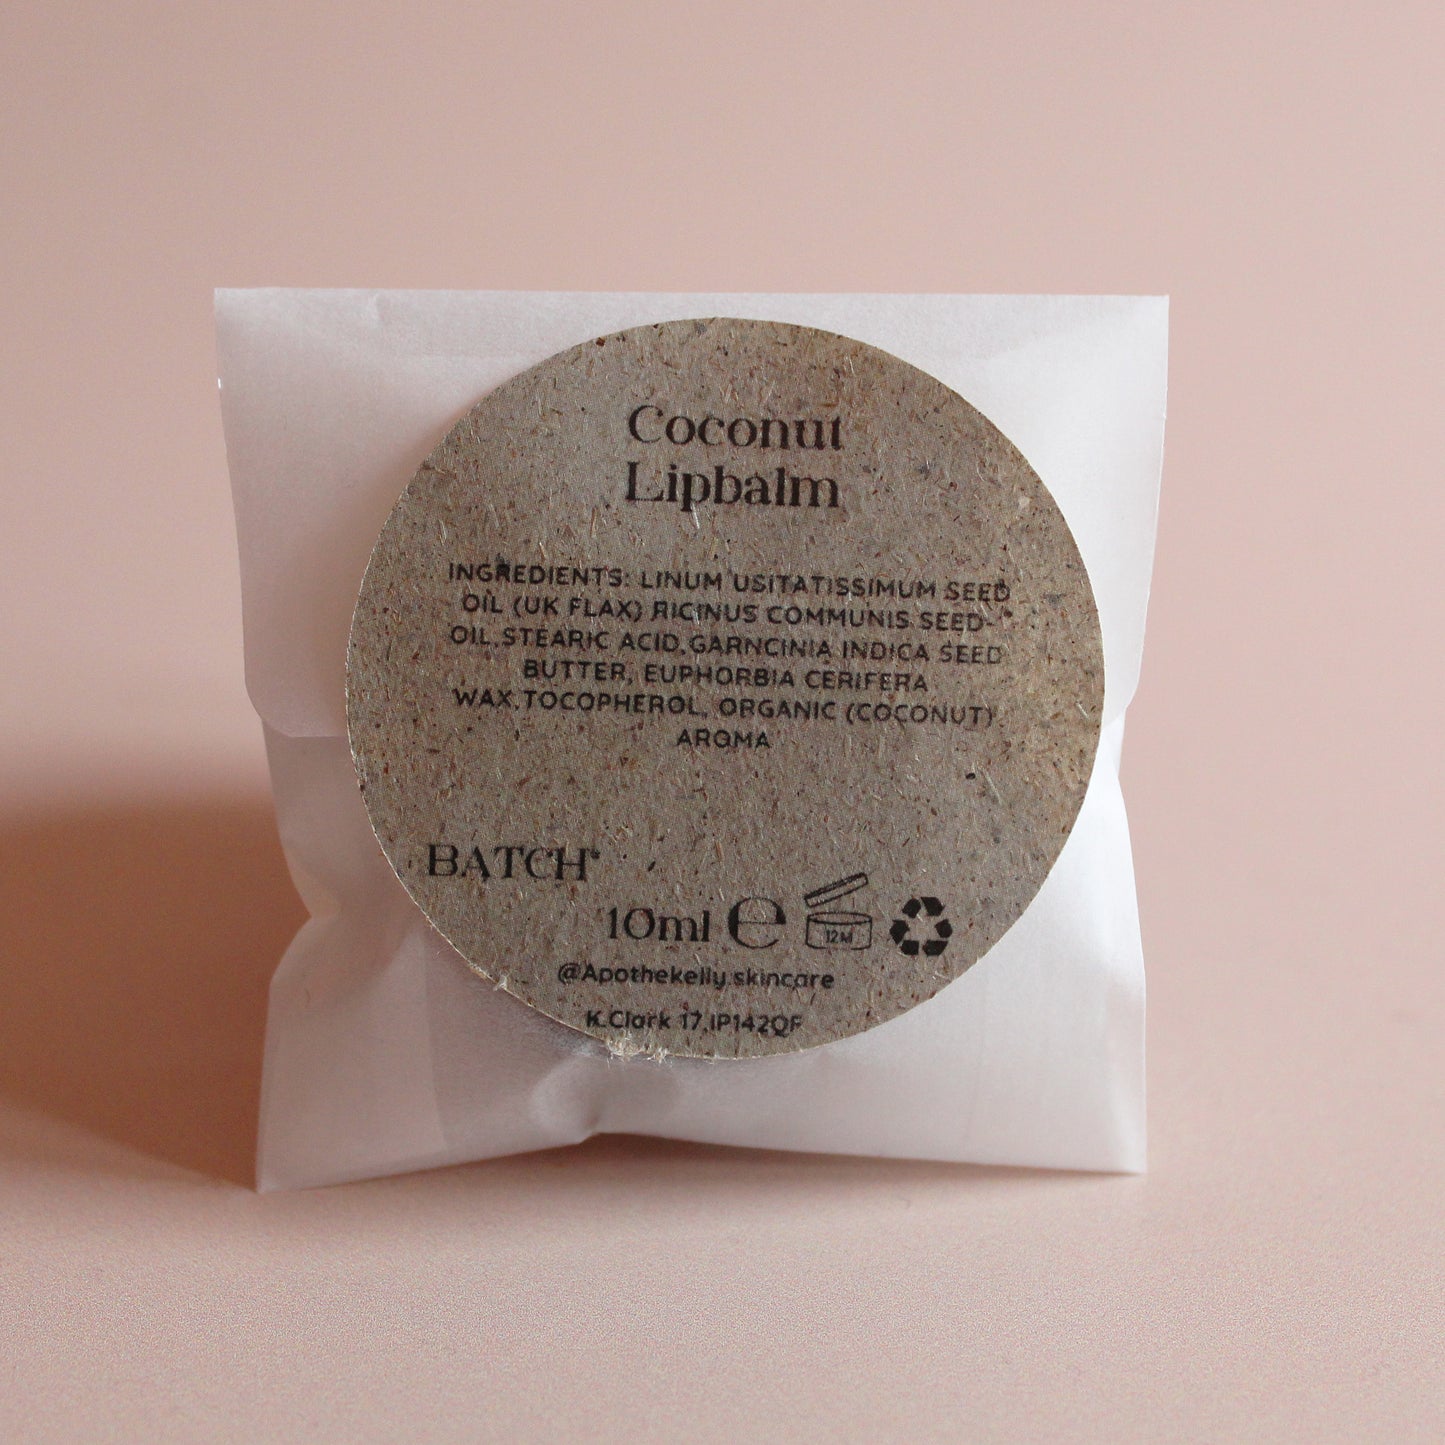 Coconut
Lipbalm
INGREDIENTS: LINUM USITATISSIMUM SEED
OIL (UK FLAX) RICINUS COMMUNIS SEED
OIL,STEARIC ACID,GARNCINIA INDICA SEED
BUTTER, EUPHORBIA CERIFERA
WAX,TOCOPHEROL, ORGANIC (COCONUT)
AROMA
BATCH
10ml e 12M
@Apothekelly.skincare
K.Clark 17,IP142QF